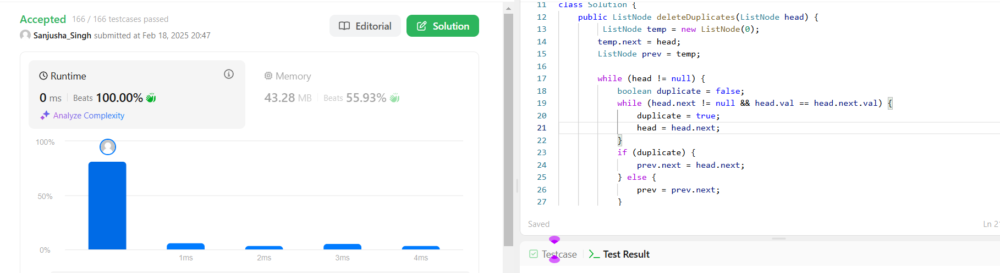 Accepted 166 / 166 testcases passed
Sanjusha_Singh submitted at Feb 18, 2025 20:47
Editorial
Solution
Runtime
0 ms Beats 100.00%
Analyze Complexity
Memory
43.28 MB Beats 55.93%
100%
50%
0%
1ms 2ms 3ms 4ms
11 class Solution {
12 public ListNode deleteDuplicates(ListNode head) {
13 ListNode temp = new ListNode(0);
14 temp.next = head;
15 ListNode prev = temp;
16
17 while (head != null) {
18 boolean duplicate = false;
19 while (head.next != null && head.val == head.next.val) {
20 duplicate = true;
21 head = head.next;
22 }
23 if (duplicate) {
24 prev.next = head.next;
25 } else {
26 prev = prev.next;
27 }
Saved
Ln
Testcase
Test Result